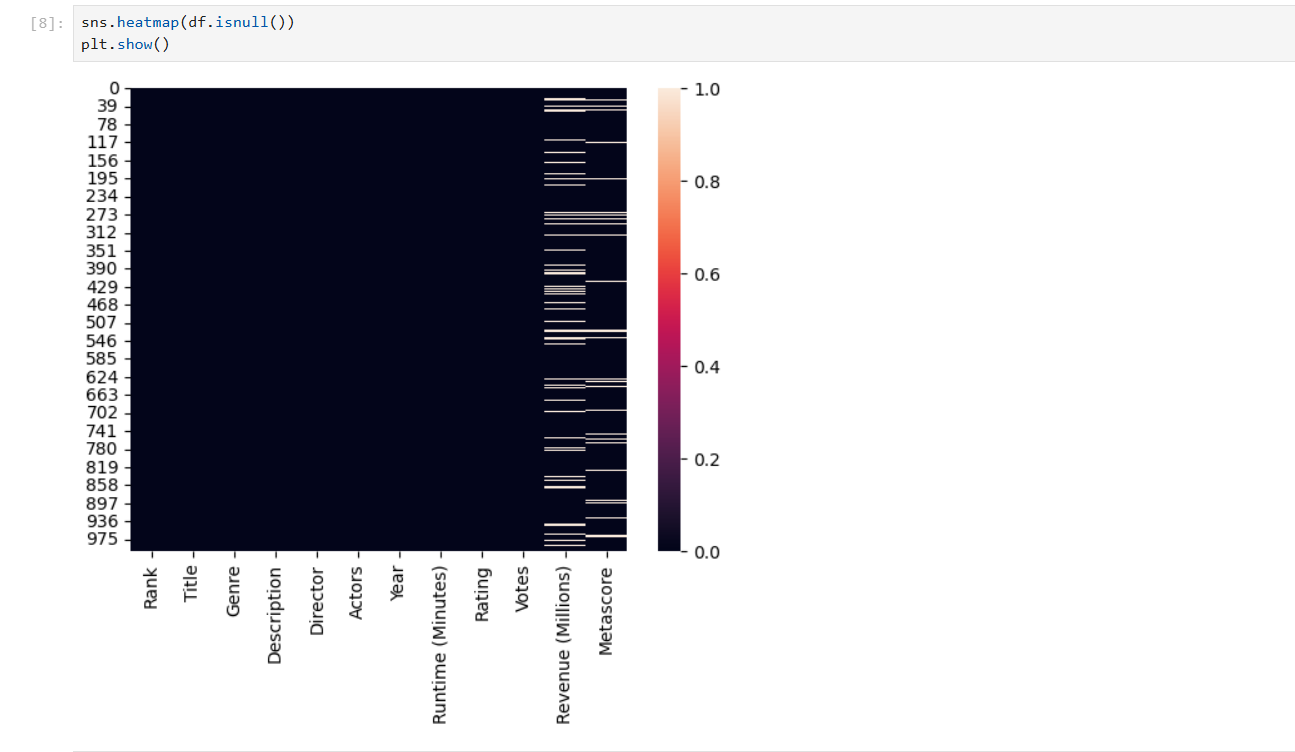 [8]:
sns.heatmap(df.isnull())
plt.show()
0
39
78
117
156
195
234
273
312
351
390
429
468
507
546
585
624
663
702
741
780
819
858
897
936
975
Rank
Title
Genre
Description
Director
Actors
Year
Runtime (Minutes)
Rating
Votes
Revenue (Millions)
Metascore
1.0
0.8
0.6
0.4
0.2
0.0